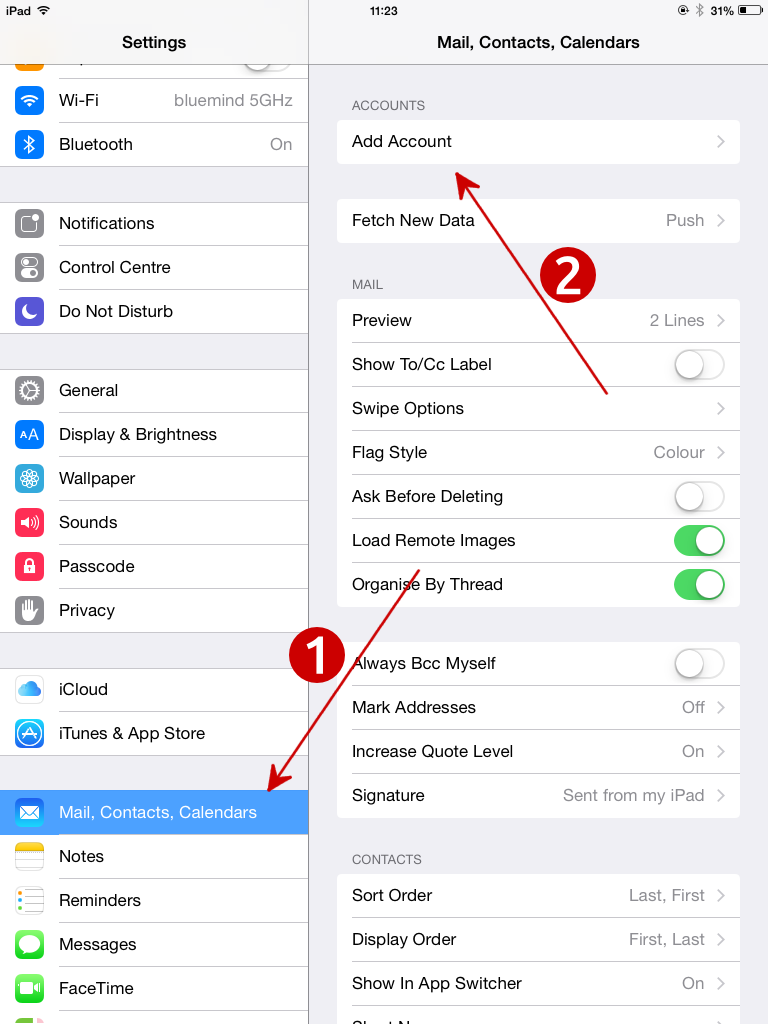 iPad
11:23
31%
Settings
Wi-Fi bluemind 5GHz
Bluetooth On
Notifications
Control Centre
Do Not Disturb
General
AA Display & Brightness
Wallpaper
Sounds
Passcode
Privacy
iCloud
iTunes & App Store
Mail, Contacts, Calendars
Notes
Reminders
Messages
FaceTime
Mail, Contacts, Calendars
ACCOUNTS
Add Account
Fetch New Data Push
2
MAIL
Preview 2 Lines
Show To/Cc Label
Swipe Options
Flag Style Colour
Ask Before Deleting
Load Remote Images
Organise By Thread
1
Always Bcc Myself
Mark Addresses Off
Increase Quote Level On
Signature Sent from my iPad
CONTACTS
Sort Order Last, First
Display Order First, Last
Show In App Switcher On